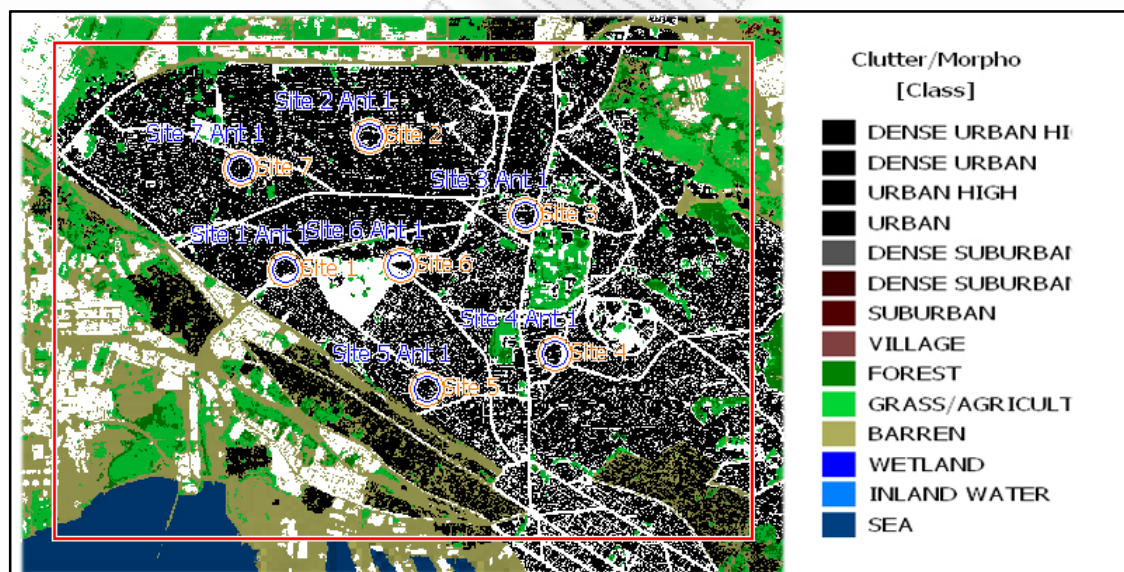 Clutter/Morpho
[Class]
DENSE URBAN HI
DENSE URBAN
URBAN HIGH
URBAN
DENSE SUBURBAN
DENSE SUBURBAN
SUBURBAN
VILLAGE
FOREST
GRASS/AGRICULT
BARREN
WETLAND
INLAND WATER
SEA
Site 2 Ant 1
Site 2
Site 7 Ant 1
Site 7
Site 3 Ant 1
Site 3
Site 1 Ant 1
Site 1
Site 6 Ant 1
Site 6
Site 4 Ant 1
Site 4
Site 5 Ant 1
Site 5